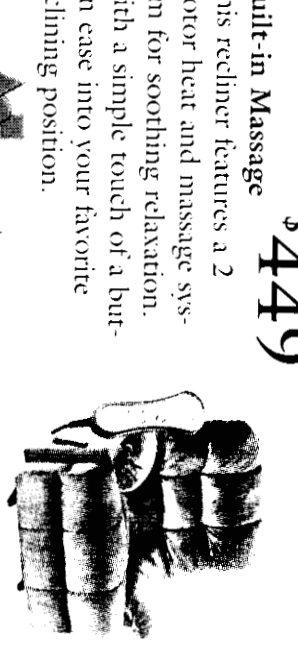 uilt-in Massage
his recliner features a 2
otor heat and massage sys-
m for soothing relaxation.
ith a simple touch of a but-
n ease into your favorite
clining position.
$449